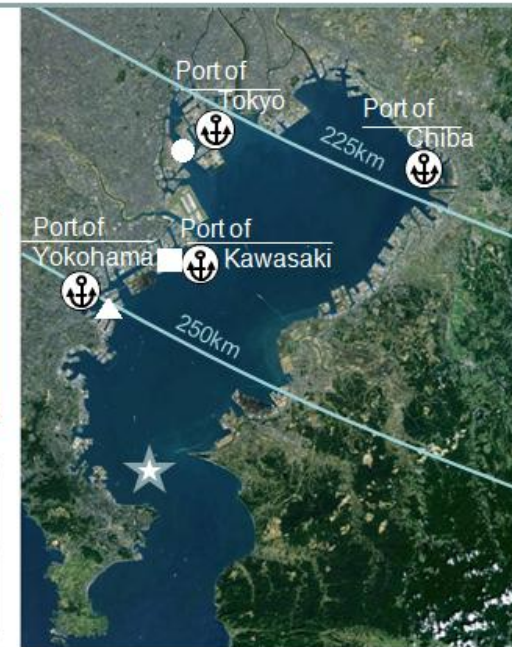 Port of
Tokyo
Port of
Chiba
225km
Port of
Yokohama
Port of
Kawasaki
250km